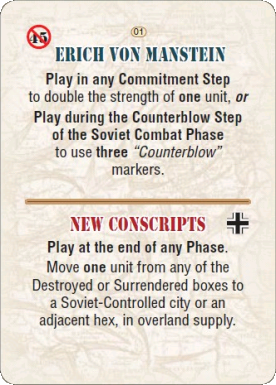 45
01
ERICH VON MANSTEIN
Play in any Commitment Step
to double the strength of one unit, or
Play during the Counterblow Step
of the Soviet Combat Phase
to use three “Counterblow”
markers.
NEW CONSCRIPTS
Play at the end of any Phase.
Move one unit from any of the
Destroyed or Surrendered boxes to
a Soviet-Controlled city or an
adjacent hex, in overland supply.